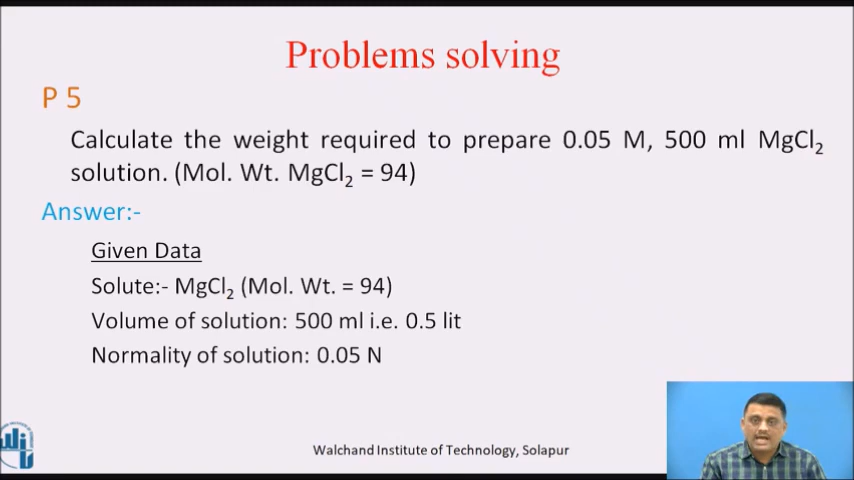 Problems solving
P 5
Calculate the weight required to prepare 0.05 M, 500 ml MgCl₂
solution. (Mol. Wt. MgCl₂ = 94)
Answer:-
Given Data
Solute:- MgCl₂ (Mol. Wt. = 94)
Volume of solution: 500 ml i.e. 0.5 lit
Normality of solution: 0.05 N
Walchand Institute of Technology, Solapur